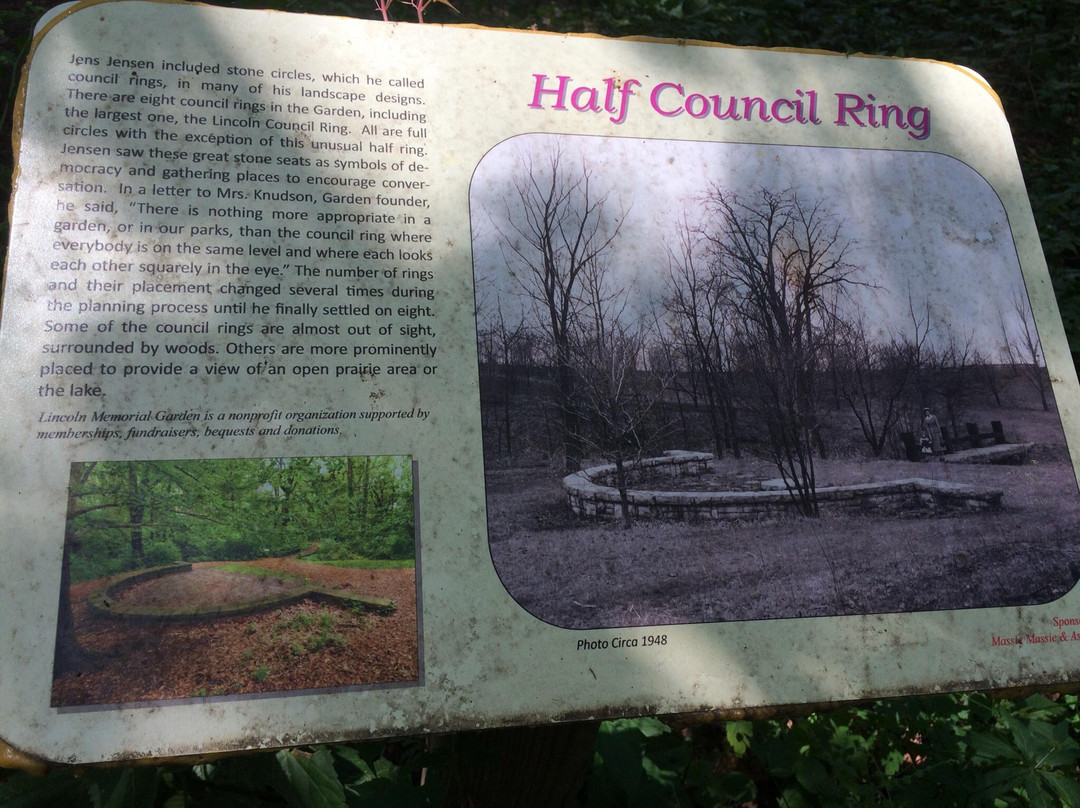 Jens Jensen included stone circles, which he called
council rings, in many of his landscape designs.
There are eight council rings in the Garden, including
the largest one, the Lincoln Council Ring. All are full
circles with the exception of this unusual half ring.
Jensen saw these great stone seats as symbols of de-
mocracy and gathering places to encourage conver-
sation. In a letter to Mrs. Knudson, Garden founder,
he said, “There is nothing more appropriate in a
garden, or in our parks, than the council ring where
everybody is on the same level and where each looks
each other squarely in the eye.” The number of rings
and their placement changed several times during
the planning process until he finally settled on eight.
Some of the council rings are almost out of sight,
surrounded by woods. Others are more prominently
placed to provide a view of an open prairie area or
the lake.
Lincoln Memorial Garden is a nonprofit organization supported by
memberships, fundraisers, bequests and donations.
Half Council Ring
Photo Circa 1948
Spons
Massie Massie & As